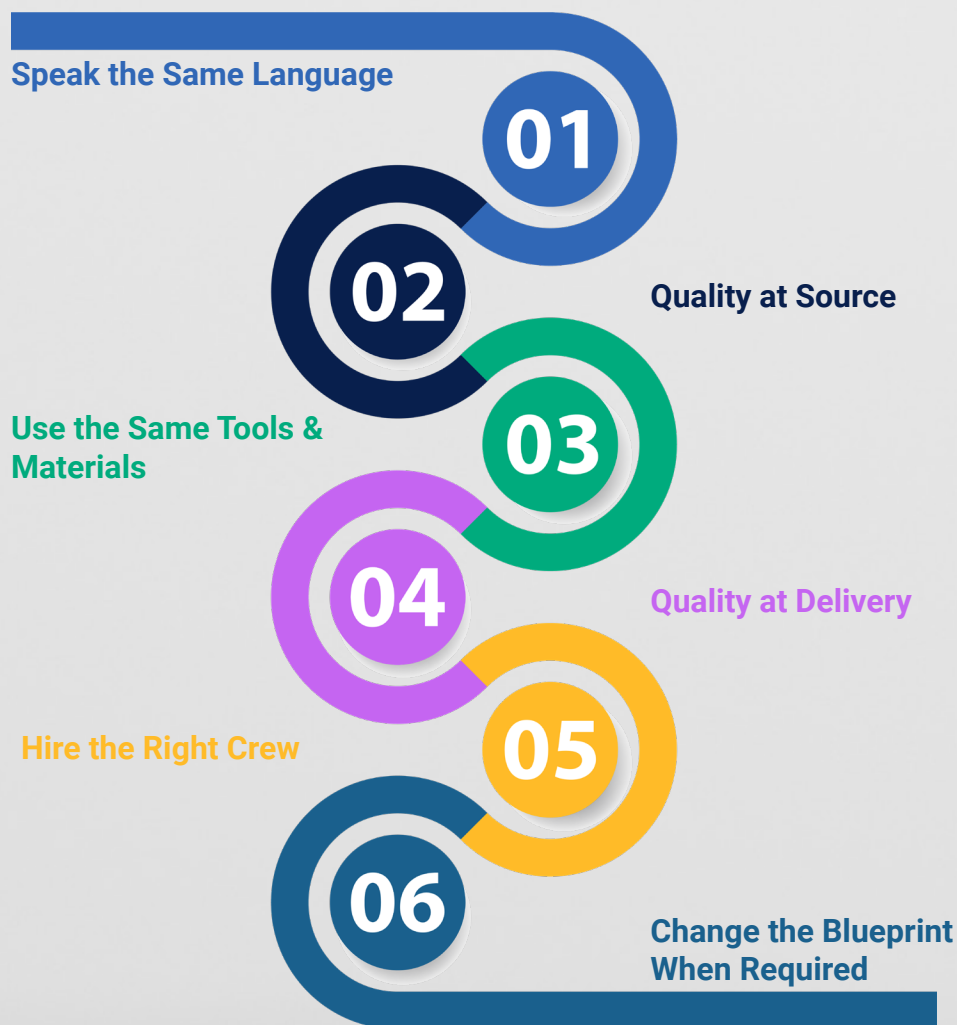 Speak the Same Language
01
02
Quality at Source
Use the Same Tools &
Materials
03
04
Quality at Delivery
Hire the Right Crew
05
06
Change the Blueprint
When Required